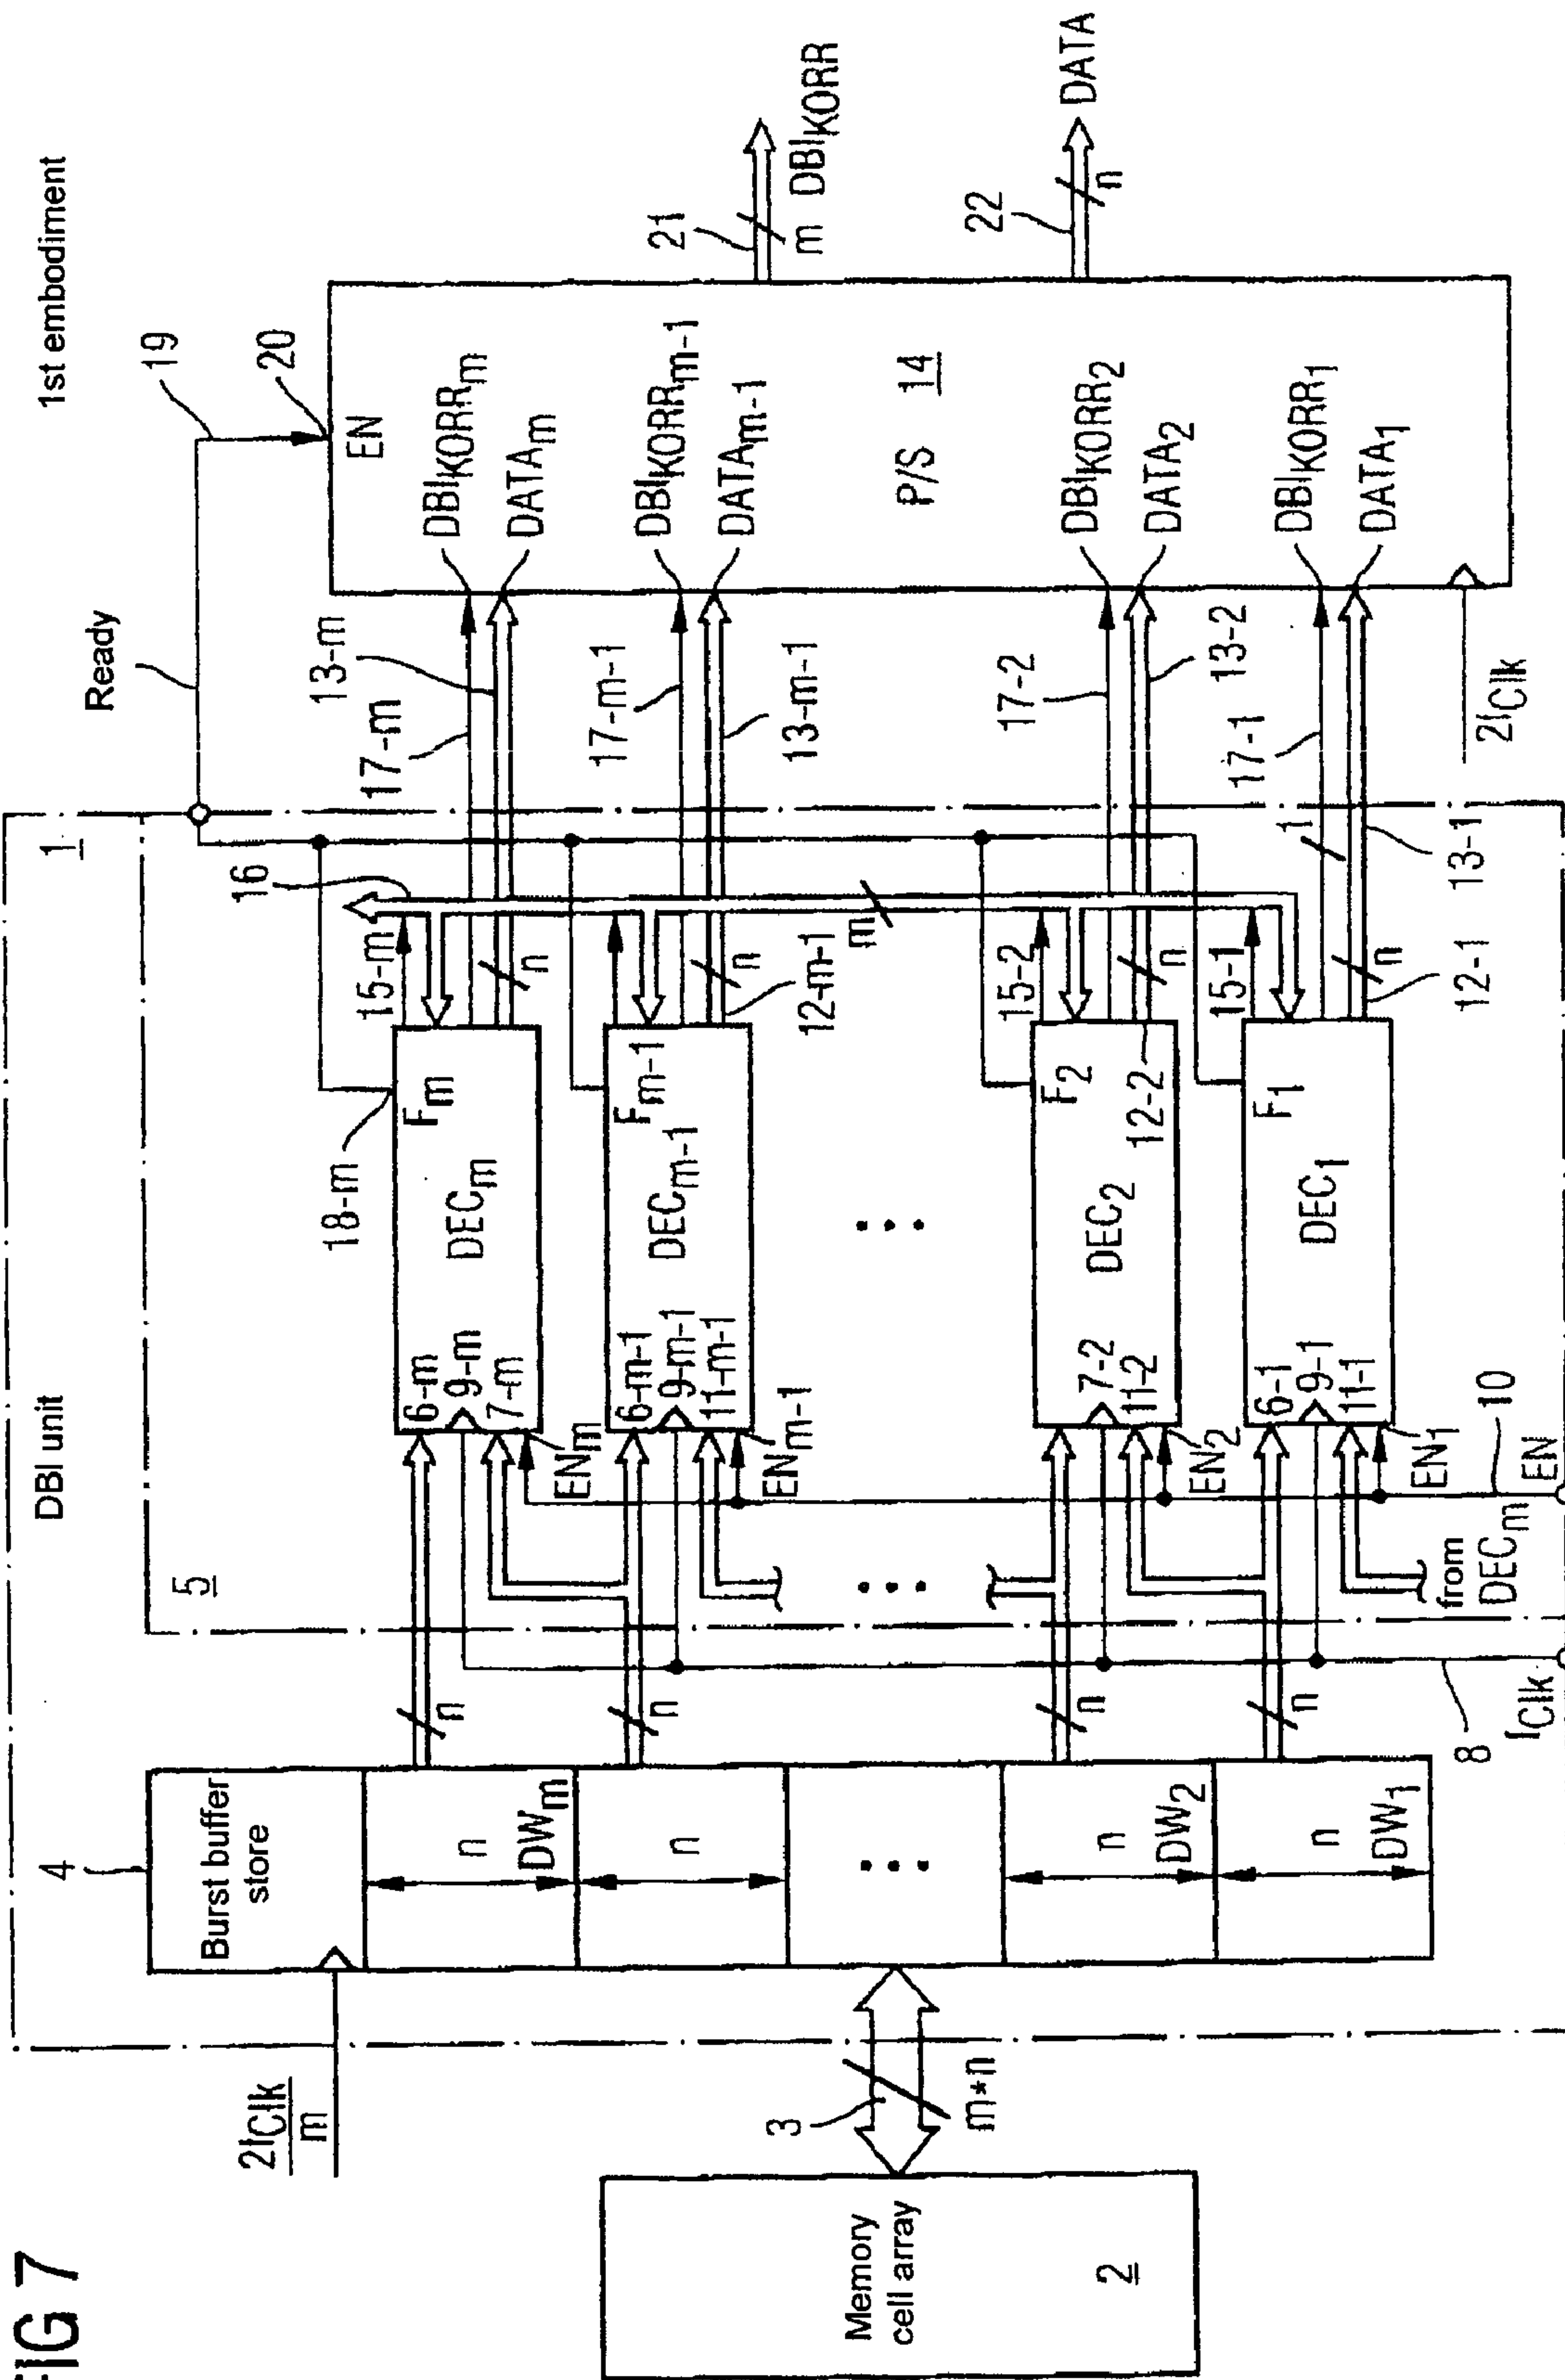 FIG 7
1st embodiment
DBI unit
1
5
Memory
cell array
2
3
m*n
2fClk
m
4
Burst buffer
store
n
DWm
n
n
DW2
n
DW1
n
n
n
n
8
fClk
10
EN
from
DECm
ENm
ENm-1
EN2
EN1
6-m
9-m
7-m
DECm
Fm
18-m
6-m-1
9-m-1
11-m-1
DECm-1
Fm-1
7-2
11-2
DEC2
F2
12-2
6-1
9-1
11-1
DEC1
F1
15-m
16
n
n
12-m-1
m
15-2
n
15-1
n
12-1
1
Ready
19
20
17-m
13-m
17-m-1
13-m-1
17-2
13-2
17-1
13-1
2fClk
EN
DBIKORRm
DATAm
DBIKORRm-1
DATAm-1
P/S
14
DBIKORR2
DATA2
DBIKORR1
DATA1
21
m
DBIKORR
22
n
DATA